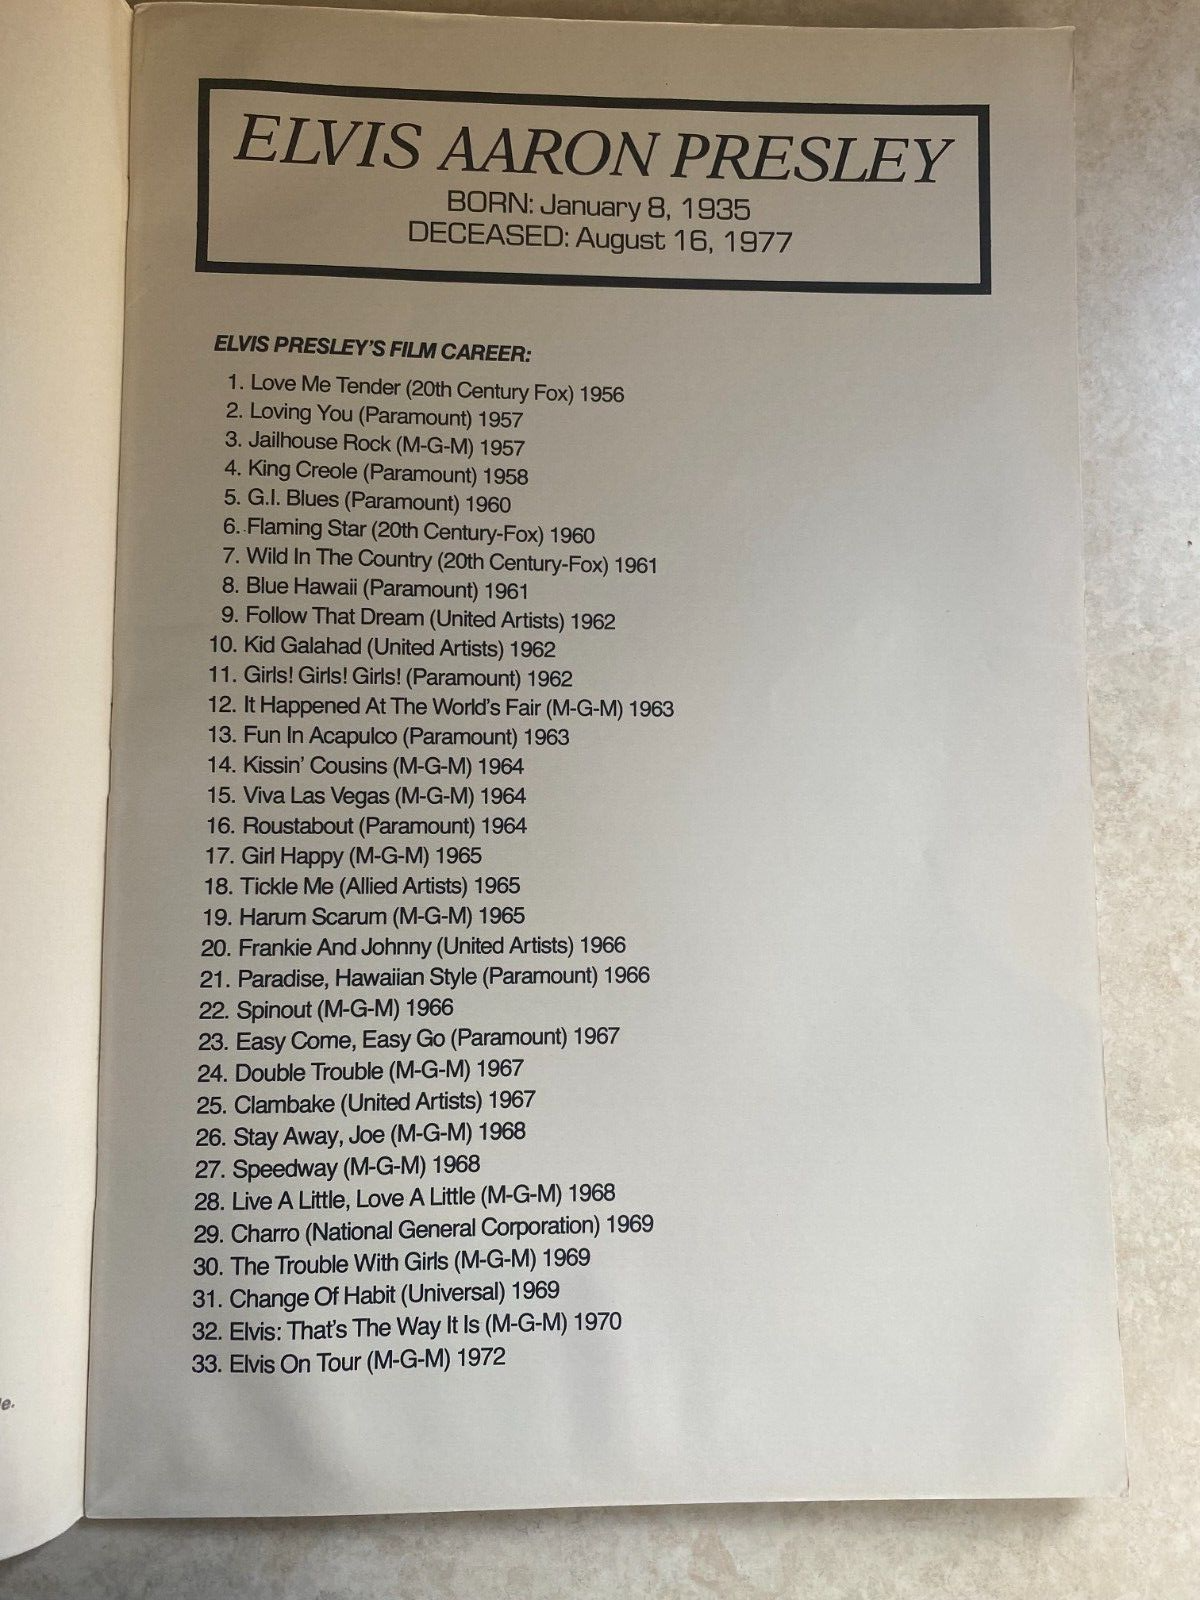 ELVIS AARON PRESLEY
BORN: January 8, 1935
DECEASED: August 16, 1977
ELVIS PRESLEY'S FILM CAREER:
1. Love Me Tender (20th Century Fox) 1956
2. Loving You (Paramount) 1957
3. Jailhouse Rock (M-G-M) 1957
4. King Creole (Paramount) 1958
5. G.I. Blues (Paramount) 1960
6. Flaming Star (20th Century-Fox) 1960
7. Wild In The Country (20th Century-Fox) 1961
8. Blue Hawaii (Paramount) 1961
9. Follow That Dream (United Artists) 1962
10. Kid Galahad (United Artists) 1962
11. Girls! Girls! Girls! (Paramount) 1962
12. It Happened At The World's Fair (M-G-M) 1963
13. Fun In Acapulco (Paramount) 1963
14. Kissin' Cousins (M-G-M) 1964
15. Viva Las Vegas (M-G-M) 1964
16. Roustabout (Paramount) 1964
17. Girl Happy (M-G-M) 1965
18. Tickle Me (Allied Artists) 1965
19. Harum Scarum (M-G-M) 1965
20. Frankie And Johnny (United Artists) 1966
21. Paradise, Hawaiian Style (Paramount) 1966
22. Spinout (M-G-M) 1966
23. Easy Come, Easy Go (Paramount) 1967
24. Double Trouble (M-G-M) 1967
25. Clambake (United Artists) 1967
26. Stay Away, Joe (M-G-M) 1968
27. Speedway (M-G-M) 1968
28. Live A Little, Love A Little (M-G-M) 1968
29. Charro (National General Corporation) 1969
30. The Trouble With Girls (M-G-M) 1969
31. Change Of Habit (Universal) 1969
32. Elvis: That's The Way It Is (M-G-M) 1970
33. Elvis On Tour (M-G-M) 1972